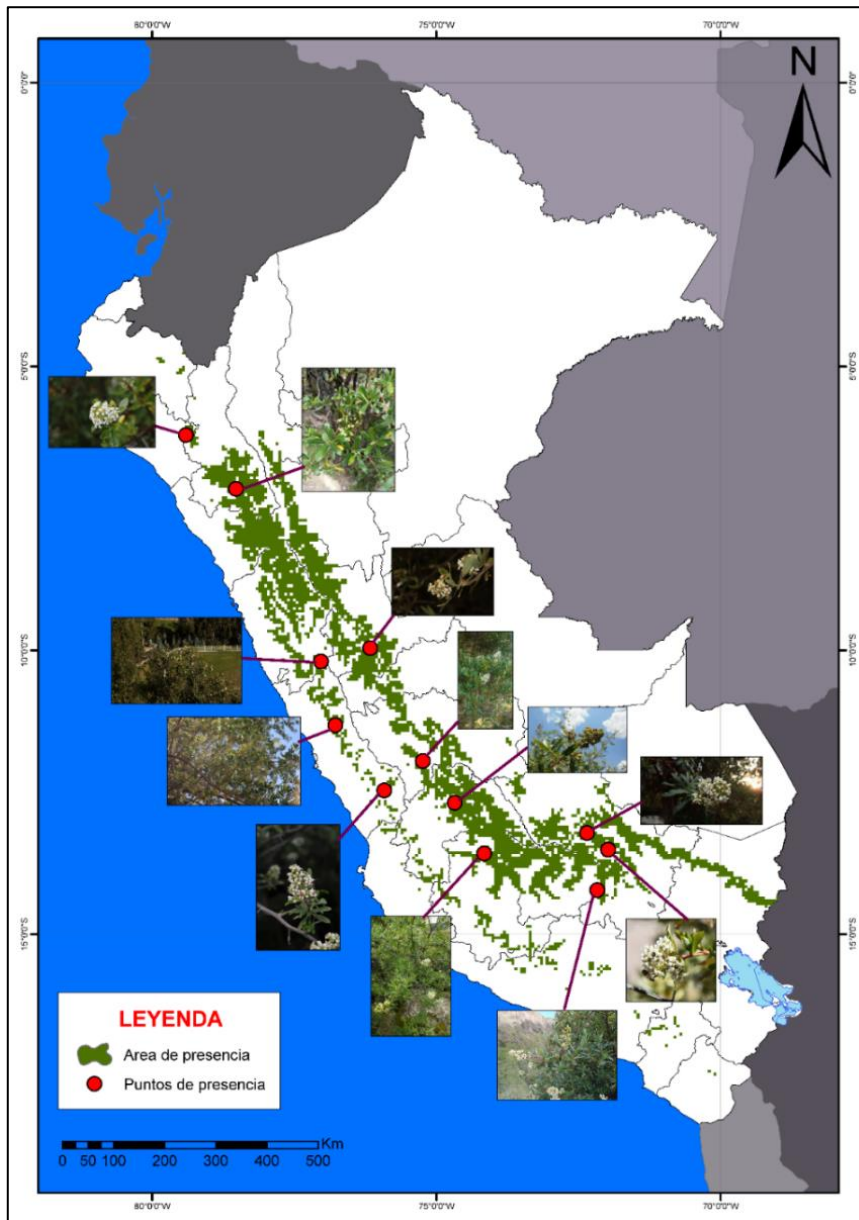 80°0'0"W 75°0'0"W 70°0'0"W
N
0°0'0" 0°0'0"
5°0'0"S 5°0'0"S
10°0'0"S 10°0'0"S
15°0'0"S 15°0'0"S
LEYENDA
Area de presencia
Puntos de presencia
Km
0 50 100 200 300 400 500
80°0'0"W 75°0'0"W 70°0'0"W